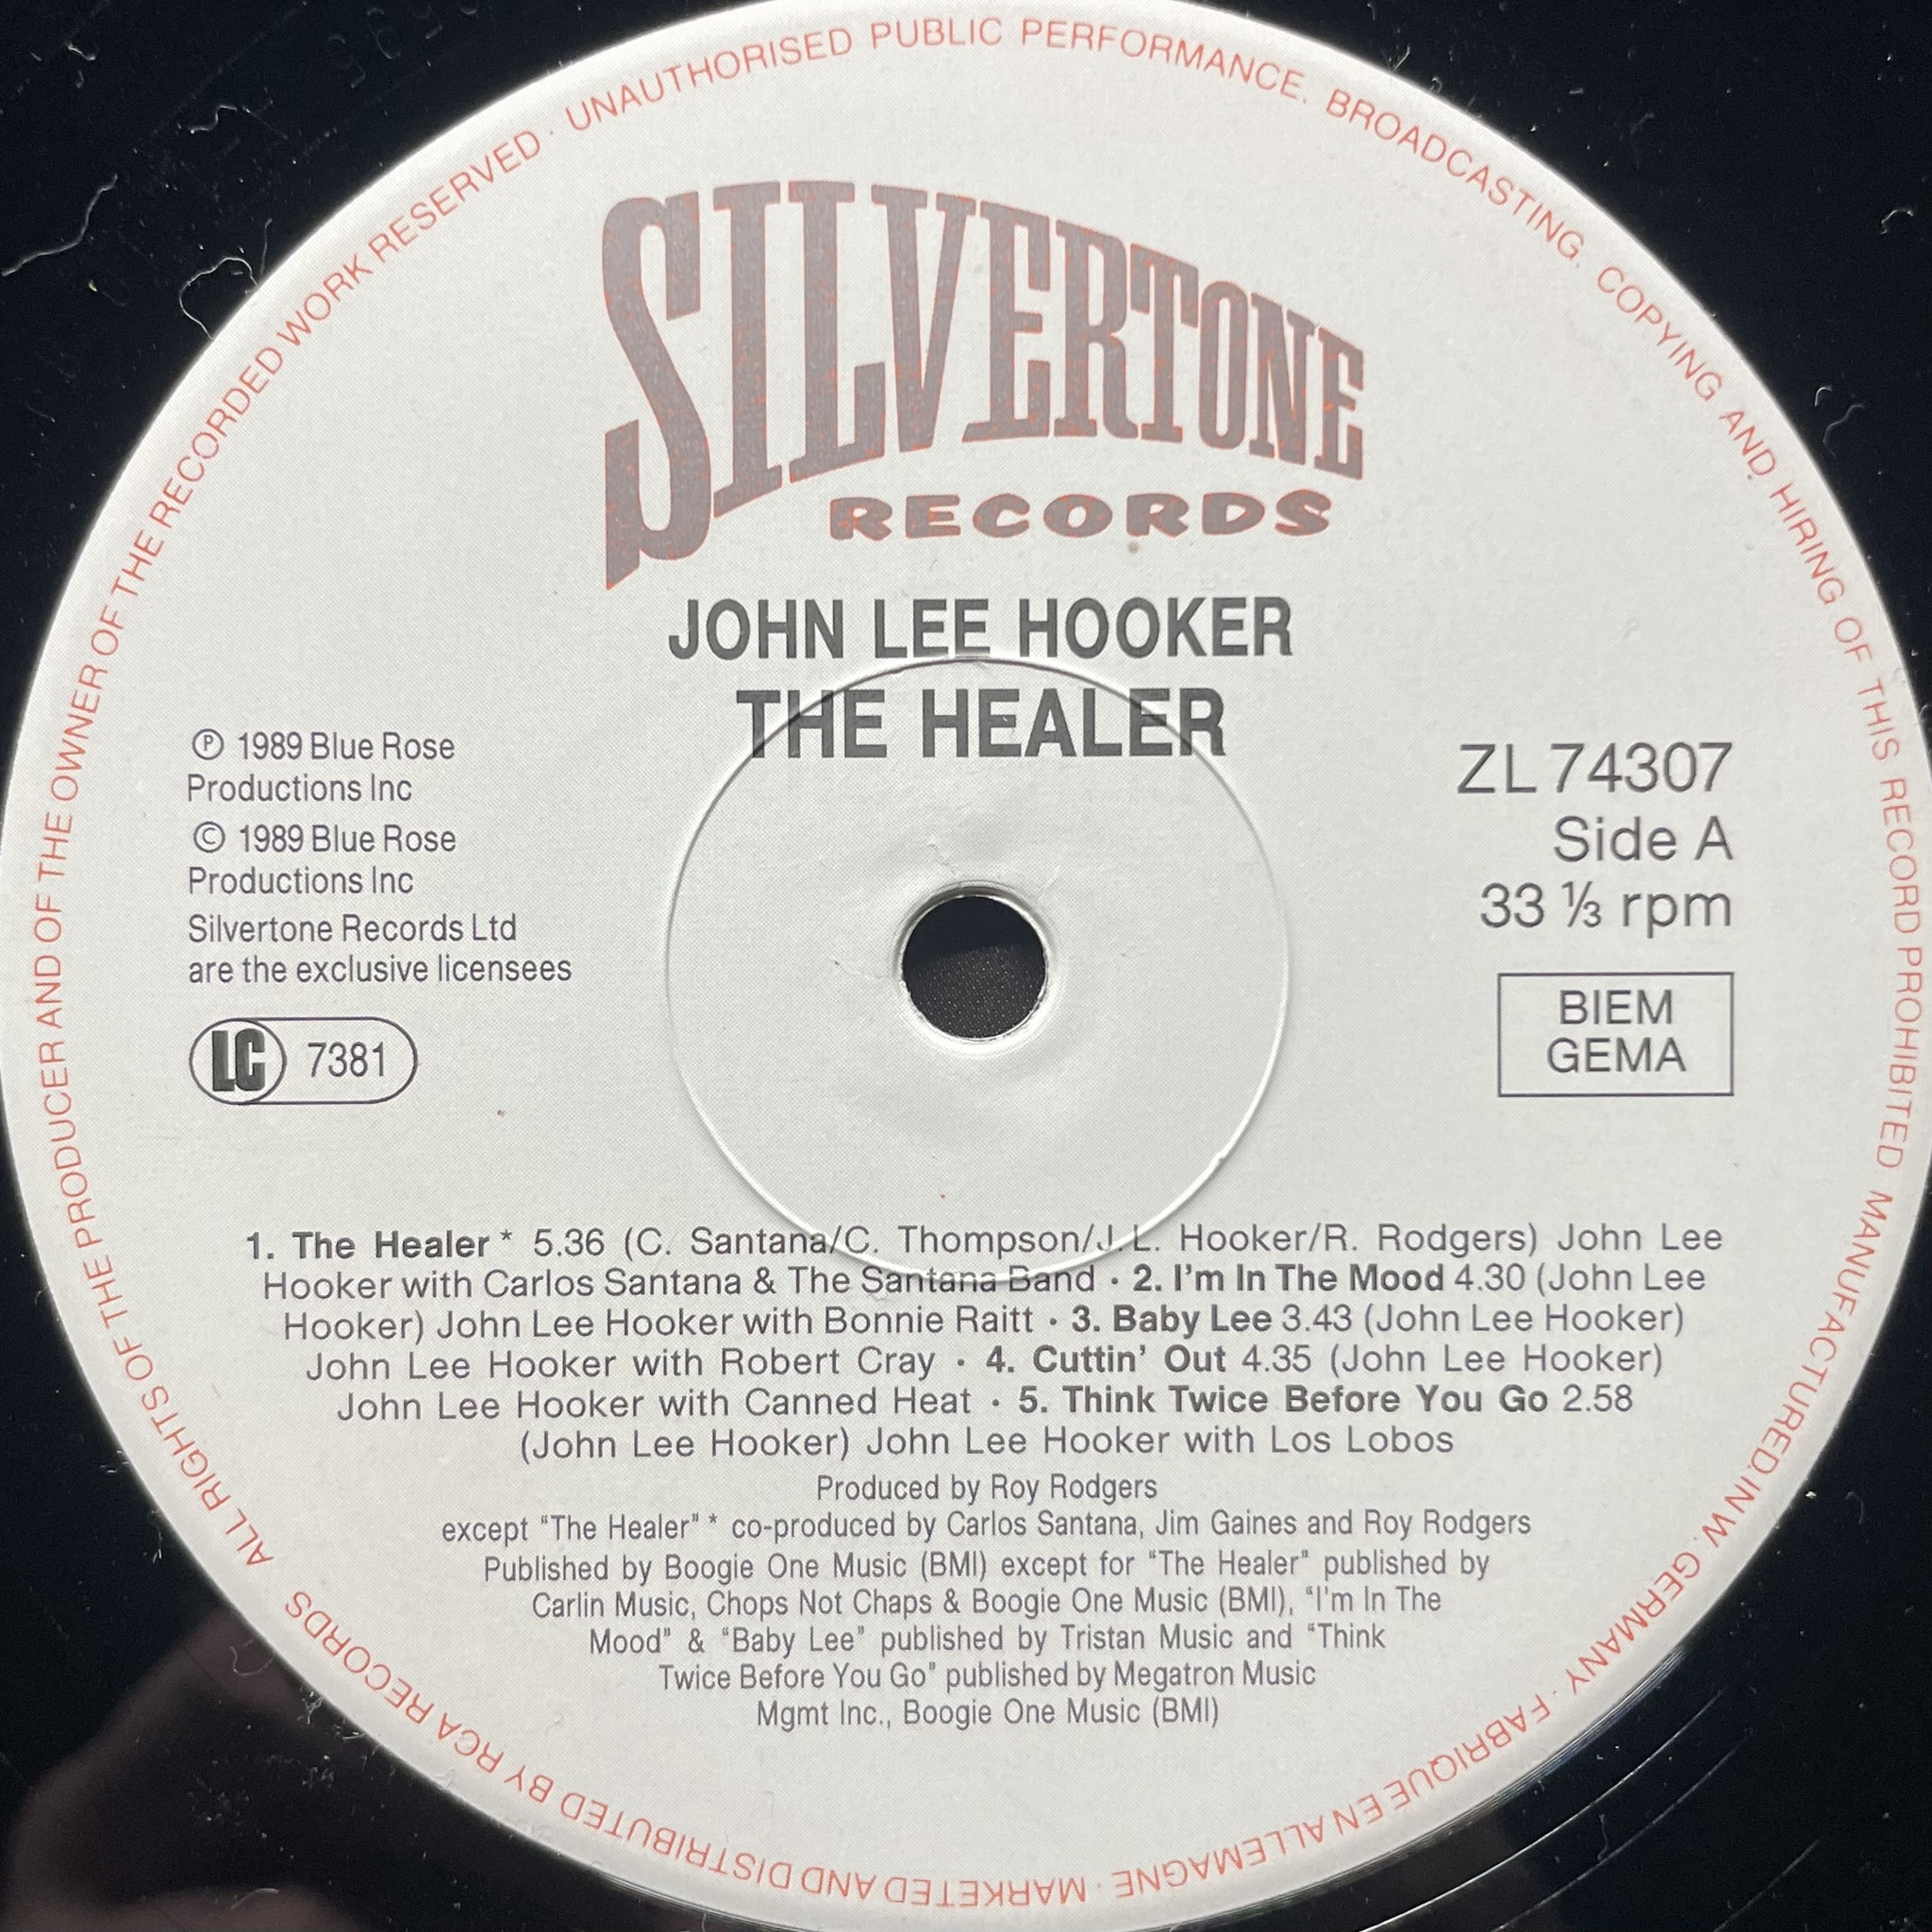 ALL RIGHTS OF THE PRODUCER AND OF THE OWNER OF THE RECORDED WORK RESERVED · UNAUTHORISED PUBLIC PERFORMANCE, BROADCASTING, COPYING AND HIRING OF THIS RECORD PROHIBITED MANUFACTURED IN W. GERMANY · FABRIQUE EN ALLEMAGNE · MARKETED AND DISTRIBUTED BY RCA RECORDS
SILVERTONE
RECORDS
JOHN LEE HOOKER
THE HEALER
℗ 1989 Blue Rose
Productions Inc
© 1989 Blue Rose
Productions Inc
Silvertone Records Ltd
are the exclusive licensees
LC 7381
ZL 74307
Side A
33 ⅓ rpm
BIEM
GEMA
1. The Healer * 5.36 (C. Santana/C. Thompson/J.L. Hooker/R. Rodgers) John Lee
Hooker with Carlos Santana & The Santana Band · 2. I'm In The Mood 4.30 (John Lee
Hooker) John Lee Hooker with Bonnie Raitt · 3. Baby Lee 3.43 (John Lee Hooker)
John Lee Hooker with Robert Cray · 4. Cuttin' Out 4.35 (John Lee Hooker)
John Lee Hooker with Canned Heat · 5. Think Twice Before You Go 2.58
(John Lee Hooker) John Lee Hooker with Los Lobos
Produced by Roy Rodgers
except "The Healer" * co-produced by Carlos Santana, Jim Gaines and Roy Rodgers
Published by Boogie One Music (BMI) except for "The Healer" published by
Carlin Music, Chops Not Chaps & Boogie One Music (BMI), "I'm In The
Mood" & "Baby Lee" published by Tristan Music and "Think
Twice Before You Go" published by Megatron Music
Mgmt Inc., Boogie One Music (BMI)